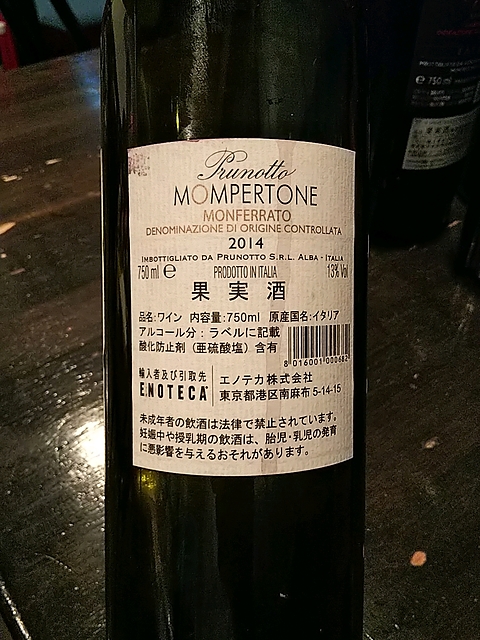 Prunotto
MOMPERTONE
MONFERRATO
DENOMINAZIONE DI ORIGINE CONTROLLATA
2014
IMBOTTIGLIATO DA PRUNOTTO S.R.L. ALBA - ITALIA
750 ml e PRODOTTO IN ITALIA 13% Vol
果実酒
品名:ワイン 内容量:750ml 原産国名:イタリア
アルコール分:ラベルに記載
酸化防止剤(亜硫酸塩)含有
8 016001 000682
輸入者及び引取先
ENOTECA
エノテカ株式会社
東京都港区南麻布 5-14-15
未成年者の飲酒は法律で禁止されています。
妊娠中や授乳期の飲酒は、胎児・乳児の発育
に悪影響を与えるおそれがあります。
e 750 ml